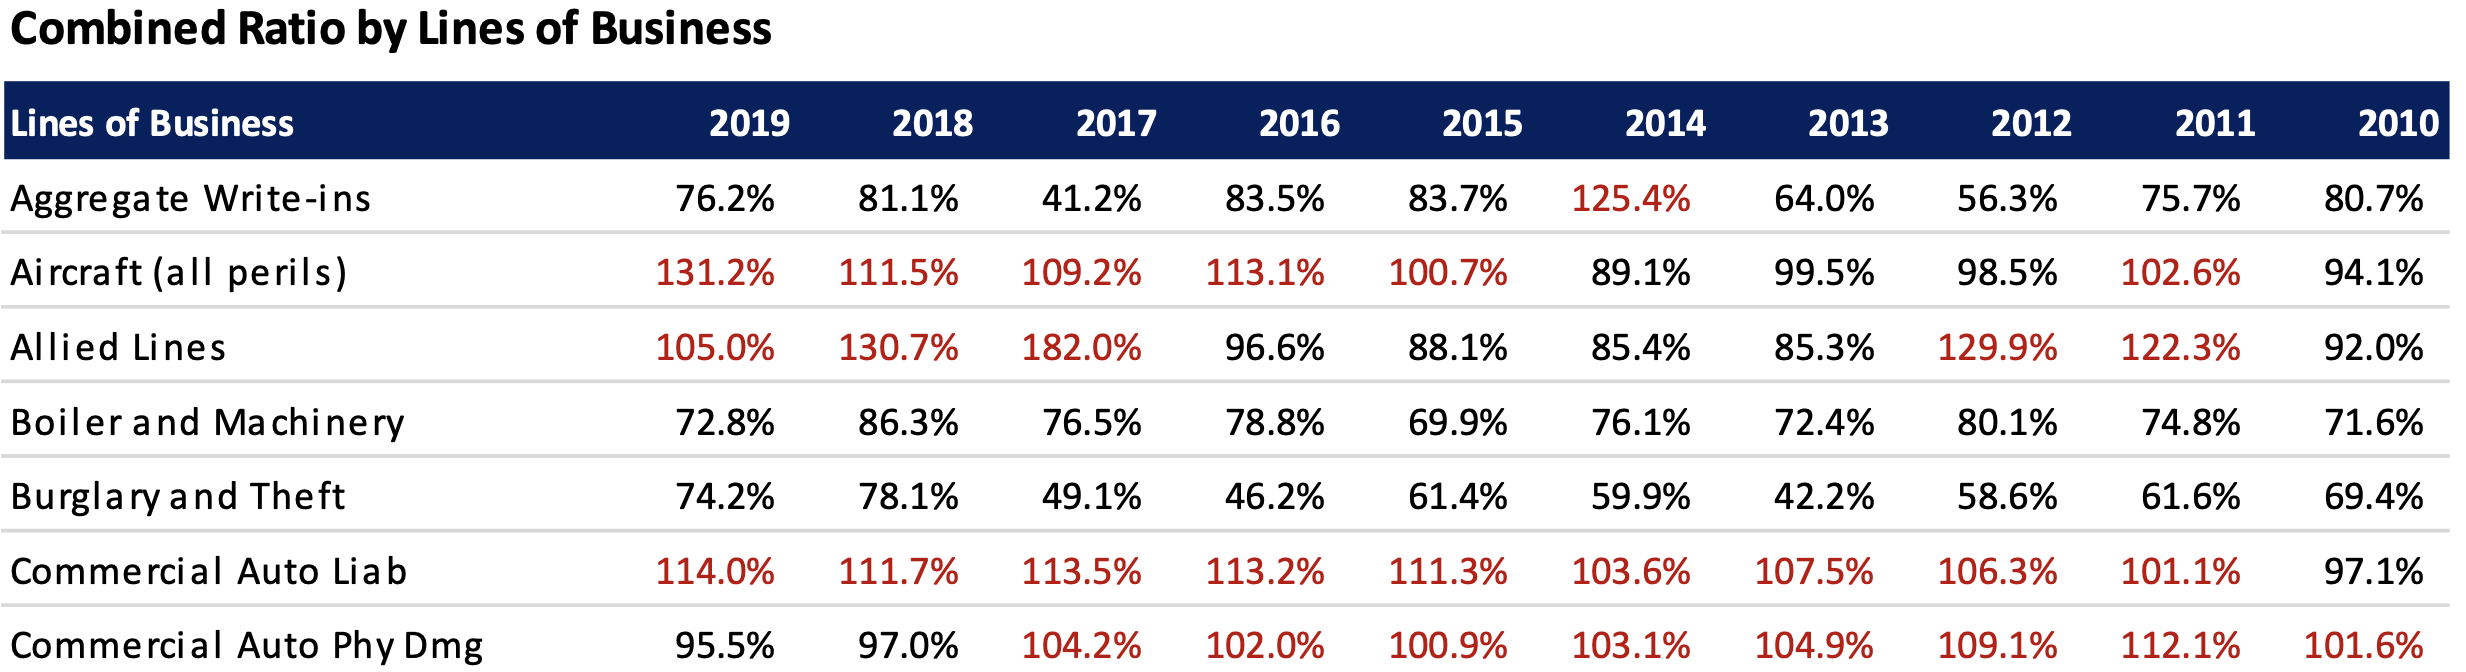 Combined Ratio by Lines of Business
Lines of Business 2019 2018 2017 2016 2015 2014 2013 2012 2011 2010
Aggregate Write-ins 76.2% 81.1% 41.2% 83.5% 83.7% 125.4% 64.0% 56.3% 75.7% 80.7%
Aircraft (all perils) 131.2% 111.5% 109.2% 113.1% 100.7% 89.1% 99.5% 98.5% 102.6% 94.1%
Allied Lines 105.0% 130.7% 182.0% 96.6% 88.1% 85.4% 85.3% 129.9% 122.3% 92.0%
Boiler and Machinery 72.8% 86.3% 76.5% 78.8% 69.9% 76.1% 72.4% 80.1% 74.8% 71.6%
Burglary and Theft 74.2% 78.1% 49.1% 46.2% 61.4% 59.9% 42.2% 58.6% 61.6% 69.4%
Commercial Auto Liab 114.0% 111.7% 113.5% 113.2% 111.3% 103.6% 107.5% 106.3% 101.1% 97.1%
Commercial Auto Phy Dmg 95.5% 97.0% 104.2% 102.0% 100.9% 103.1% 104.9% 109.1% 112.1% 101.6%